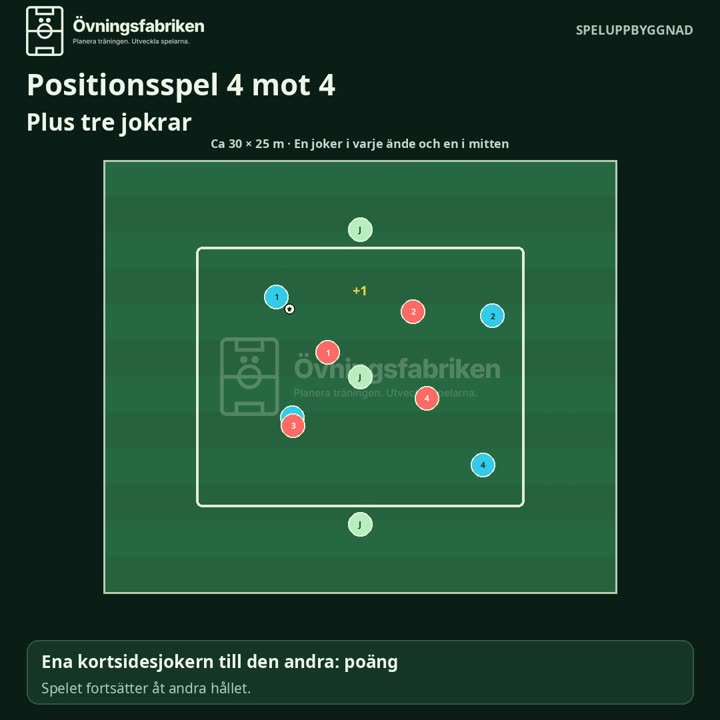 Övningsfabriken
Planera träningen. Utveckla spelarna.
SPELUPPBYGGNAD
Positionsspel 4 mot 4
Plus tre jokrar
Ca 30 × 25 m · En joker i varje ände och en i mitten
J
+1
1
2
2
1
Övningsfabriken
J
Planera träningen. Utveckla spelarna.
4
3
4
J
Ena kortsidesjokern till den andra: poäng
Spelet fortsätter åt andra hållet.